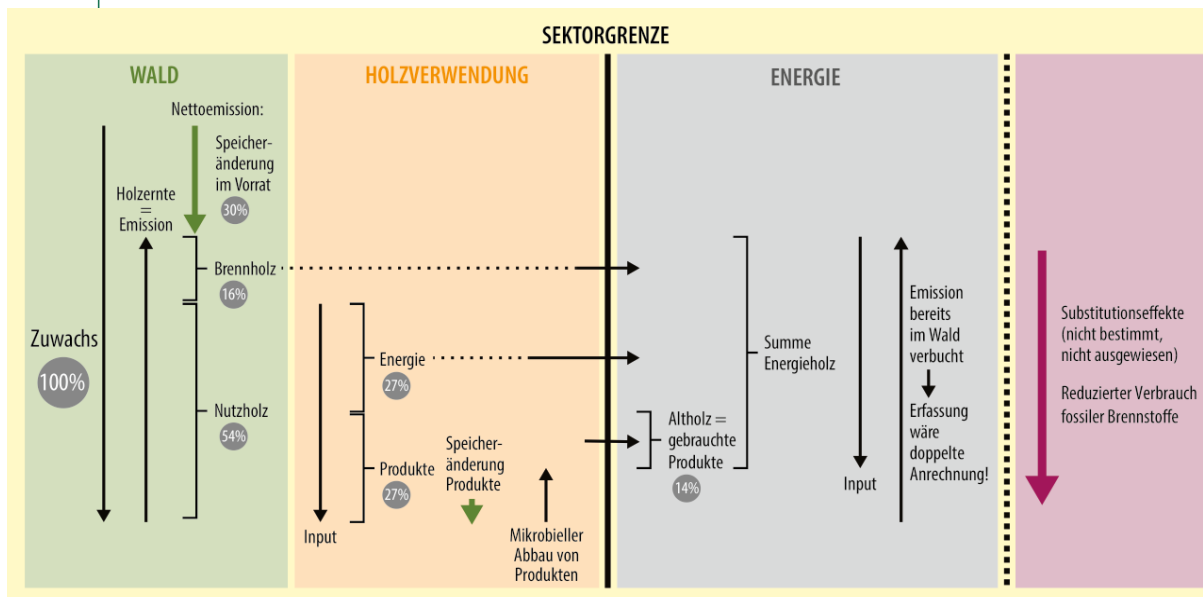 SEKTORGRENZE
WALD
Nettoemission:
Speicher-
änderung
im Vorrat
30%
Holzernte
=
Emission
Brennholz
16%
Zuwachs
100%
Nutzholz
54%
HOLZVERWENDUNG
Energie
27%
Produkte
27%
Input
Speicher-
änderung
Produkte
Mikrobieller
Abbau von
Produkten
ENERGIE
Altholz =
gebrauchte
Produkte
14%
Summe
Energieholz
Input
Emission
bereits
im Wald
verbucht
Erfassung
wäre
doppelte
Anrechnung!
Substitutionseffekte
(nicht bestimmt,
nicht ausgewiesen)
Reduzierter Verbrauch
fossiler Brennstoffe